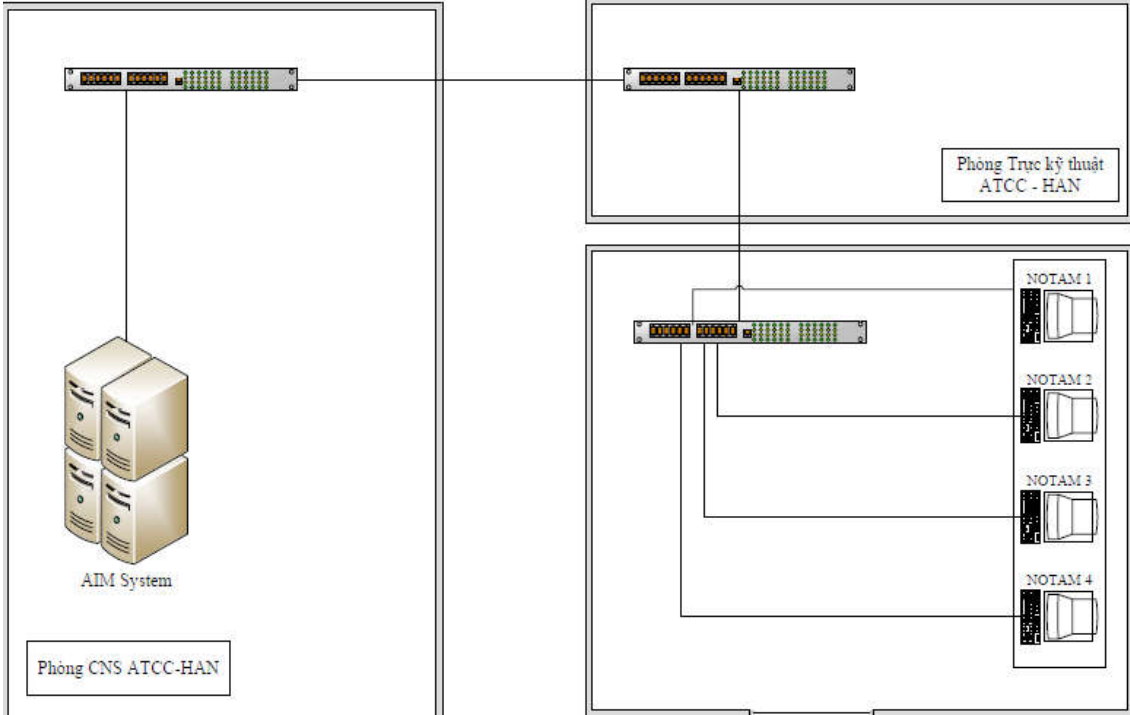 Phòng Trực kỹ thuật
ATCC - HAN
NOTAM 1
NOTAM 2
NOTAM 3
NOTAM 4
AIM System
Phòng CNS ATCC-HAN